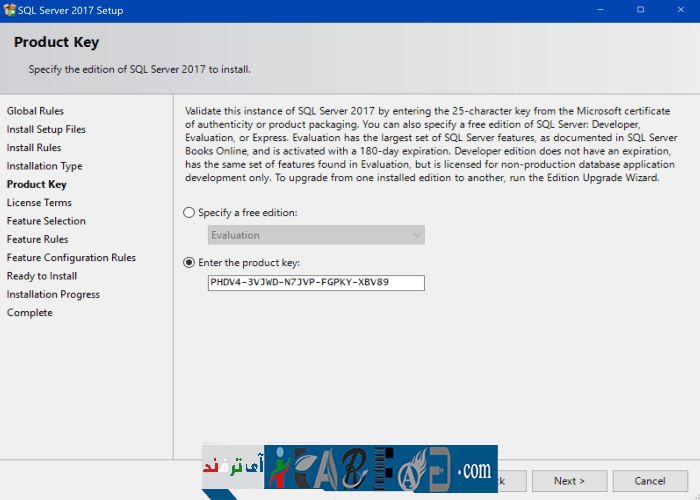 SQL Server 2017 Setup
Product Key
Specify the edition of SQL Server 2017 to install.
Global Rules
Install Setup Files
Install Rules
Installation Type
Product Key
License Terms
Feature Selection
Feature Rules
Feature Configuration Rules
Ready to Install
Installation Progress
Complete
Validate this instance of SQL Server 2017 by entering the 25-character key from the Microsoft certificate
of authenticity or product packaging. You can also specify a free edition of SQL Server: Developer,
Evaluation, or Express. Evaluation has the largest set of SQL Server features, as documented in SQL Server
Books Online, and is activated with a 180-day expiration. Developer edition does not have an expiration,
has the same set of features found in Evaluation, but is licensed for non-production database application
development only. To upgrade from one installed edition to another, run the Edition Upgrade Wizard.
Specify a free edition:
Evaluation
Enter the product key:
PHDV4-3VJWD-N7JVP-FGPKY-XBV89
آی ترفند
.com
Next >
Cancel